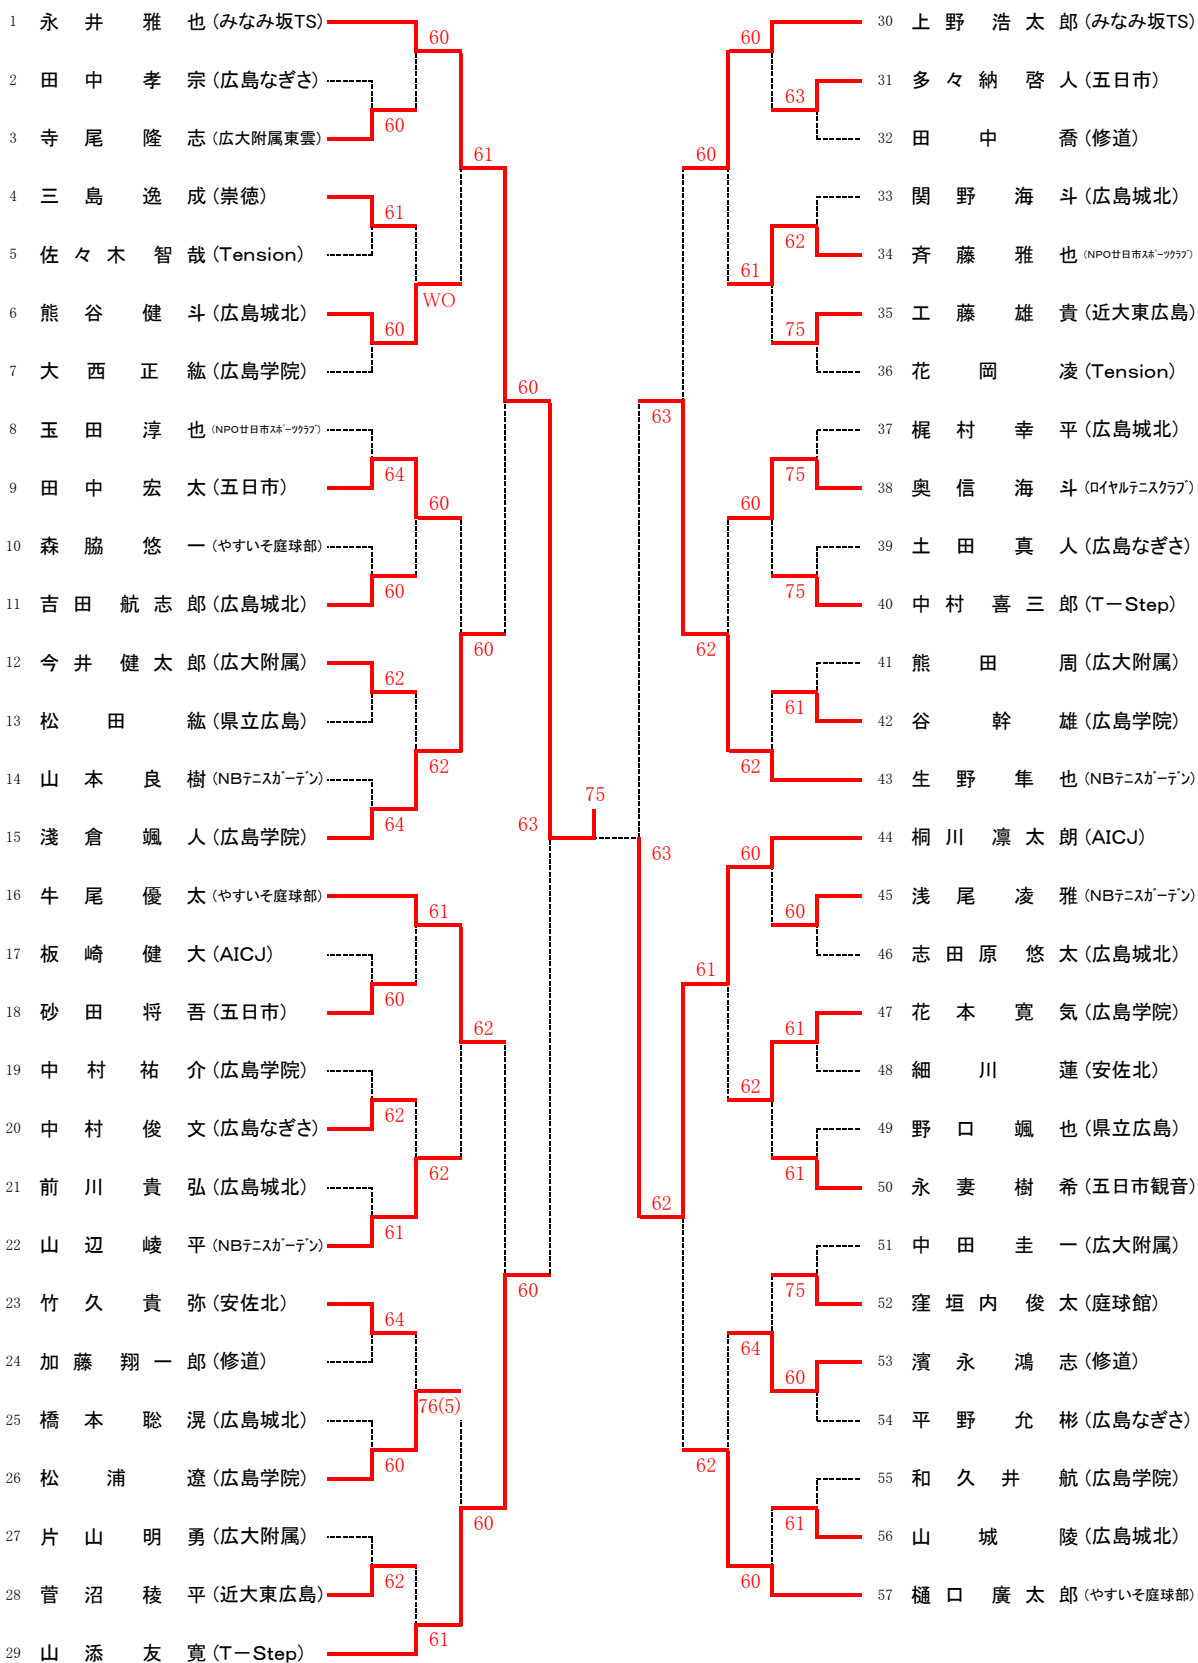 1 永井 雅也 (みなみ坂TS)
2 田中 孝宗 (広島なぎさ)
3 寺尾 隆志 (広大附属東雲)
4 三島 逸成 (崇徳)
5 佐々木 智哉 (Tension)
6 熊谷 健斗 (広島城北)
7 大西 正紘 (広島学院)
8 玉田 淳也 (NPO廿日市スポーツクラブ)
9 田中 宏太 (五日市)
10 森脇 悠一 (やすいそ庭球部)
11 吉田 航志郎 (広島城北)
12 今井 健太郎 (広大附属)
13 松田 紘 (県立広島)
14 山本 良樹 (NBテニスガーデン)
15 淺倉 颯人 (広島学院)
16 牛尾 優太 (やすいそ庭球部)
17 板崎 健大 (AICJ)
18 砂田 将吾 (五日市)
19 中村 祐介 (広島学院)
20 中村 俊文 (広島なぎさ)
21 前川 貴弘 (広島城北)
22 山辺 崚平 (NBテニスガーデン)
23 竹久 貴弥 (安佐北)
24 加藤 翔一郎 (修道)
25 橋本 聡滉 (広島城北)
26 松浦 遼 (広島学院)
27 片山 明勇 (広大附属)
28 菅沼 稜平 (近大東広島)
29 山添 友寛 (T－Step)
60
60
61
60
64
60
62
64
60
62
61
64
60
62
60
61
WO
60
62
61
62
76(5)
61
61
60
62
60
60
60
63
75
63
63
62
60
62
61
62
60
61
60
62
60
62
64
60
63
62
75
75
75
61
60
61
61
75
60
61
30 上野 浩太郎 (みなみ坂TS)
31 多々納 啓人 (五日市)
32 田中 喬 (修道)
33 関野 海斗 (広島城北)
34 斉藤 雅也 (NPO廿日市スポーツクラブ)
35 工藤 雄貴 (近大東広島)
36 花岡 凌 (Tension)
37 梶村 幸平 (広島城北)
38 奥信 海斗 (ロイヤルテニスクラブ)
39 土田 真人 (広島なぎさ)
40 中村 喜三郎 (T－Step)
41 熊田 周 (広大附属)
42 谷 幹雄 (広島学院)
43 生野 隼也 (NBテニスガーデン)
44 桐川 凛太朗 (AICJ)
45 浅尾 凌雅 (NBテニスガーデン)
46 志田原 悠太 (広島城北)
47 花本 寛気 (広島学院)
48 細川 蓮 (安佐北)
49 野口 颯也 (県立広島)
50 永妻 樹希 (五日市観音)
51 中田 圭一 (広大附属)
52 窪垣内 俊太 (庭球館)
53 濱永 鴻志 (修道)
54 平野 允彬 (広島なぎさ)
55 和久井 航 (広島学院)
56 山城 陵 (広島城北)
57 樋口 廣太郎 (やすいそ庭球部)